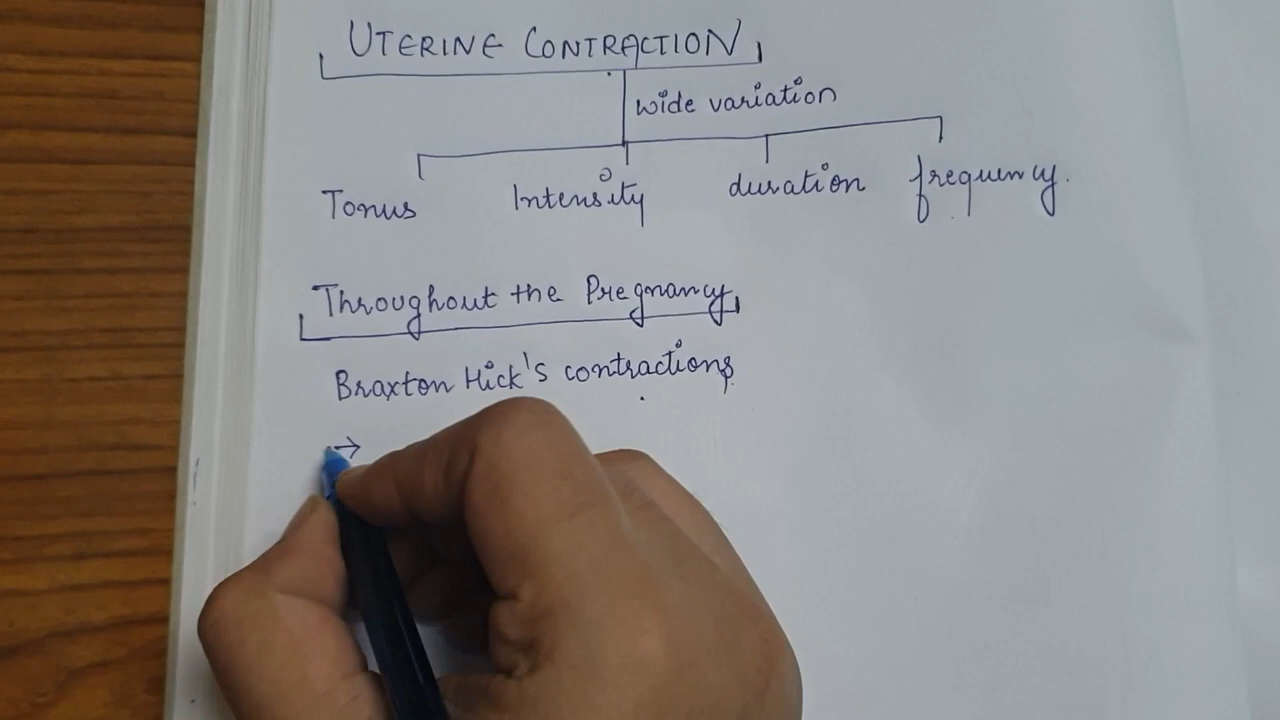 UTERINE CONTRACTION
wide variation
Tonus Intensity duration frequency.
Throughout the Pregnancy
Braxton Hick's contractions
→